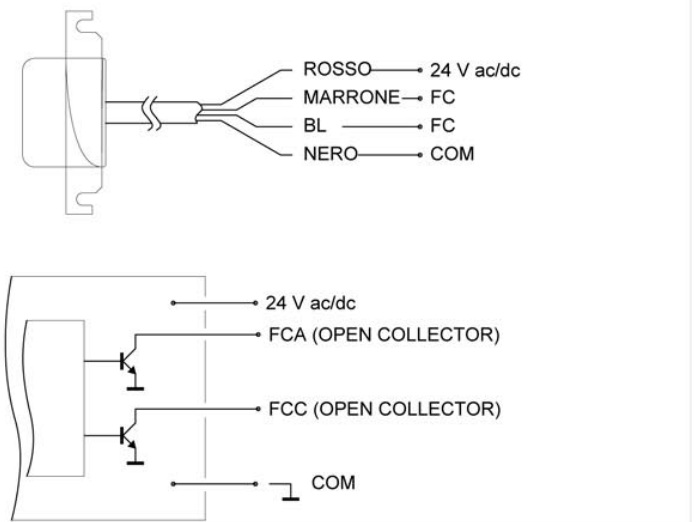 ROSSO 24 V ac/dc
MARRONE FC
BL FC
NERO COM
24 V ac/dc
FCA (OPEN COLLECTOR)
FCC (OPEN COLLECTOR)
COM